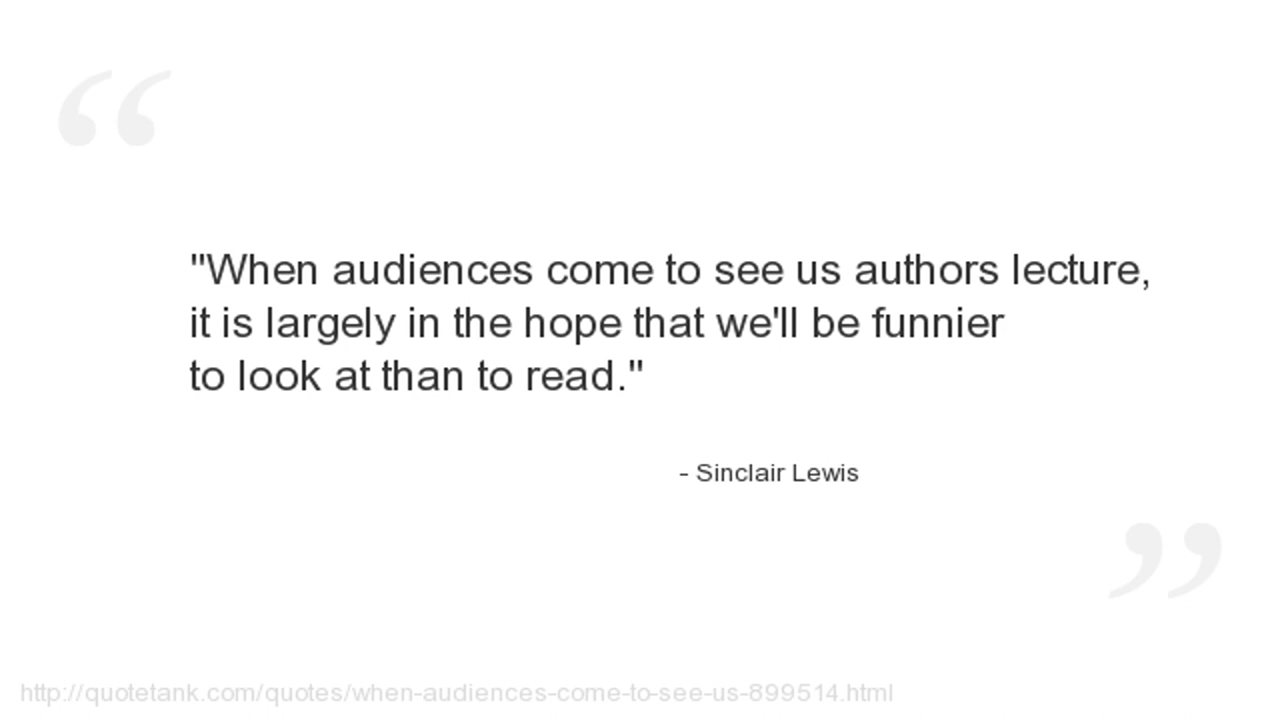 "When audiences come to see us authors lecture,
it is largely in the hope that we'll be funnier
to look at than to read."
- Sinclair Lewis
http://quotetank.com/quotes/when-audiences-come-to-see-us-899514.html